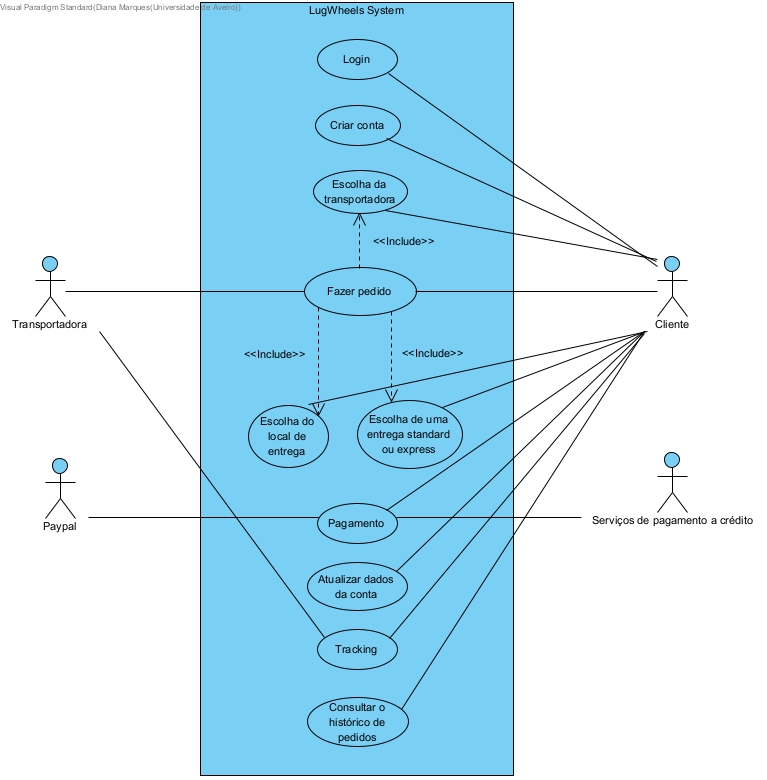 Visual Paradigm Standard(Diana Marques(Universidade de Aveiro))
LugWheels System
Login
Criar conta
Escolha da
transportadora
<<Include>>
Fazer pedido
Transportadora
Cliente
<<Include>>
<<Include>>
Escolha do
local de
entrega
Escolha de uma
entrega standard
ou express
Pagamento
Paypal
Serviços de pagamento a crédito
Atualizar dados
da conta
Tracking
Consultar o
histórico de
pedidos